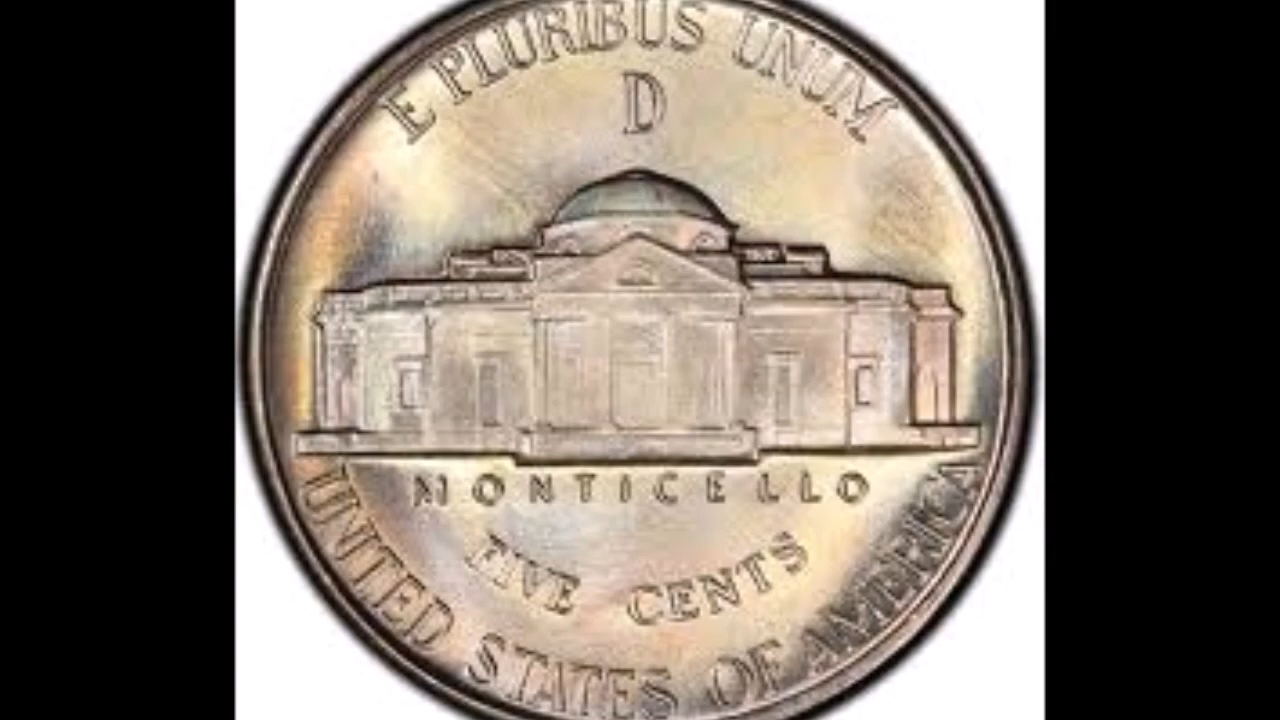 E PLURIBUS UNUM
D
MONTICELLO
FIVE CENTS
UNITED STATES OF AMERICA